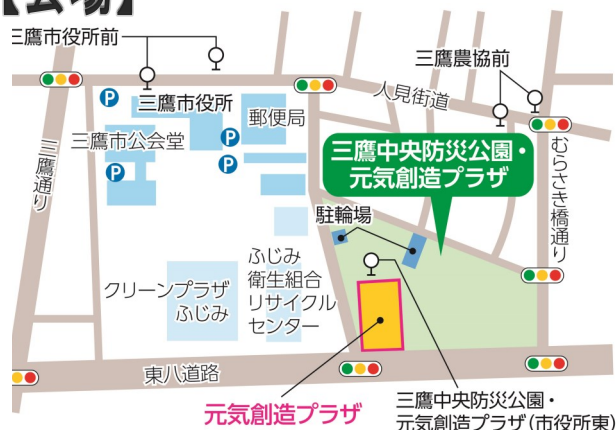 【会場】
三鷹市役所前
三鷹農協前
P
三鷹市役所
人見街道
郵便局
三鷹市公会堂
P
P
P
三鷹中央防災公園・
元気創造プラザ
三鷹通り
むらさき橋通り
駐輪場
ふじみ
衛生組合
リサイクル
センター
クリーンプラザ
ふじみ
東八道路
元気創造プラザ
三鷹中央防災公園・
元気創造プラザ(市役所東)